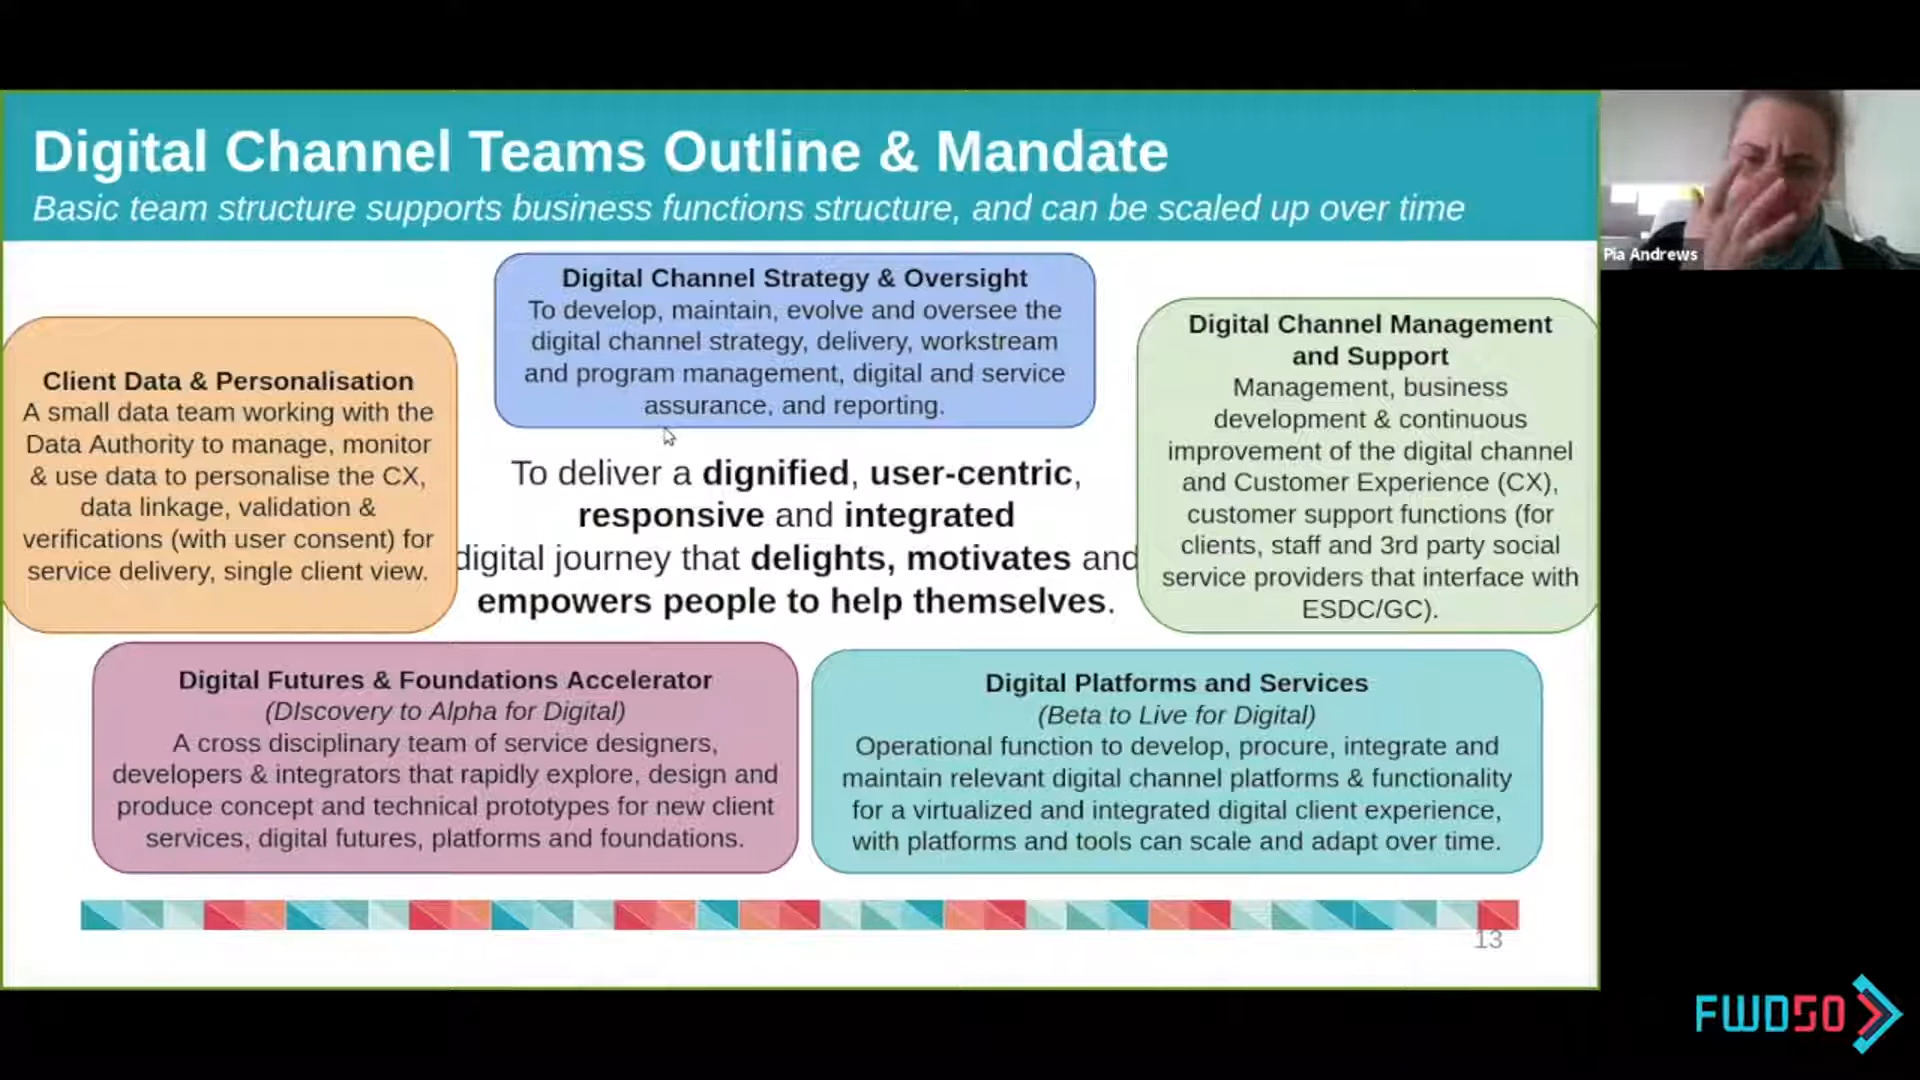 Digital Channel Teams Outline & Mandate
Basic team structure supports business functions structure, and can be scaled up over time
Pia Andrews
Digital Channel Strategy & Oversight
To develop, maintain, evolve and oversee the
digital channel strategy, delivery, workstream
and program management, digital and service
assurance, and reporting.
Client Data & Personalisation
A small data team working with the
Data Authority to manage, monitor
& use data to personalise the CX,
data linkage, validation &
verifications (with user consent) for
service delivery, single client view.
Digital Channel Management
and Support
Management, business
development & continuous
improvement of the digital channel
and Customer Experience (CX),
customer support functions (for
clients, staff and 3rd party social
service providers that interface with
ESDC/GC).
To deliver a dignified, user-centric,
responsive and integrated
digital journey that delights, motivates and
empowers people to help themselves.
Digital Futures & Foundations Accelerator
(DIscovery to Alpha for Digital)
A cross disciplinary team of service designers,
developers & integrators that rapidly explore, design and
produce concept and technical prototypes for new client
services, digital futures, platforms and foundations.
Digital Platforms and Services
(Beta to Live for Digital)
Operational function to develop, procure, integrate and
maintain relevant digital channel platforms & functionality
for a virtualized and integrated digital client experience,
with platforms and tools can scale and adapt over time.
13
FWD50